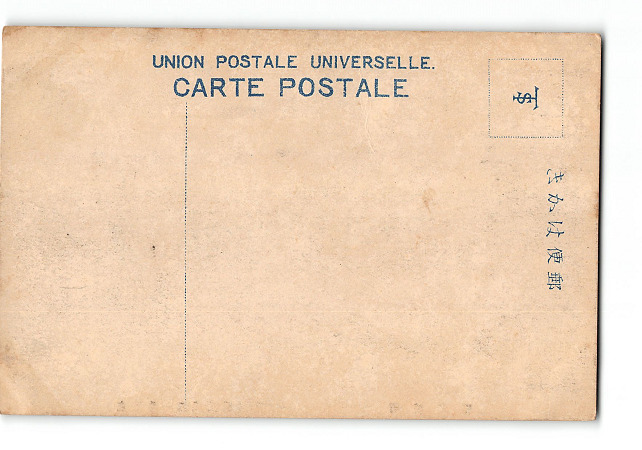 UNION POSTALE UNIVERSELLE.
CARTE POSTALE
郵便はかき